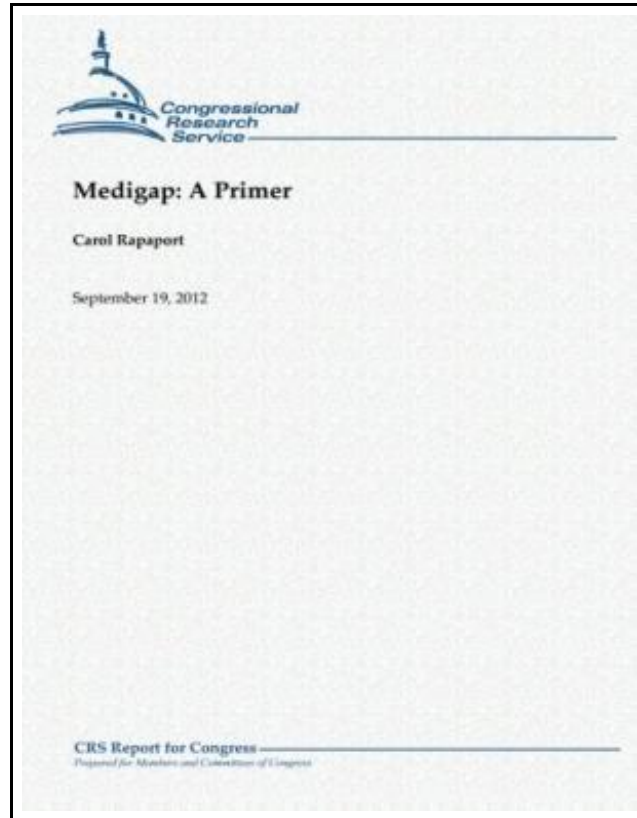 Congressional
Research
Service
Medigap: A Primer
Carol Rapaport
September 19, 2012
CRS Report for Congress
Prepared for Members and Committees of Congress